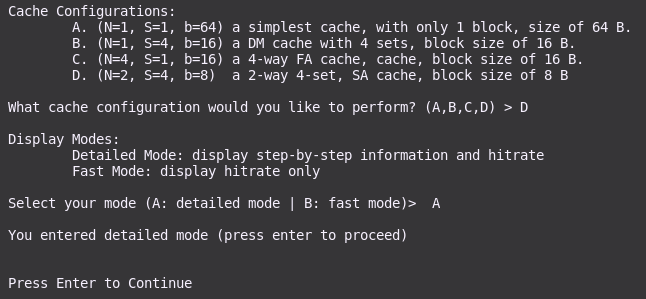 Cache Configurations:
A. (N=1, S=1, b=64) a simplest cache, with only 1 block, size of 64 B.
B. (N=1, S=4, b=16) a DM cache with 4 sets, block size of 16 B.
C. (N=4, S=1, b=16) a 4-way FA cache, cache, block size of 16 B.
D. (N=2, S=4, b=8)  a 2-way 4-set, SA cache, block size of 8 B
What cache configuration would you like to perform? (A,B,C,D) > D
Display Modes:
Detailed Mode: display step-by-step information and hitrate
Fast Mode: display hitrate only
Select your mode (A: detailed mode | B: fast mode)>  A
You entered detailed mode (press enter to proceed)
Press Enter to Continue